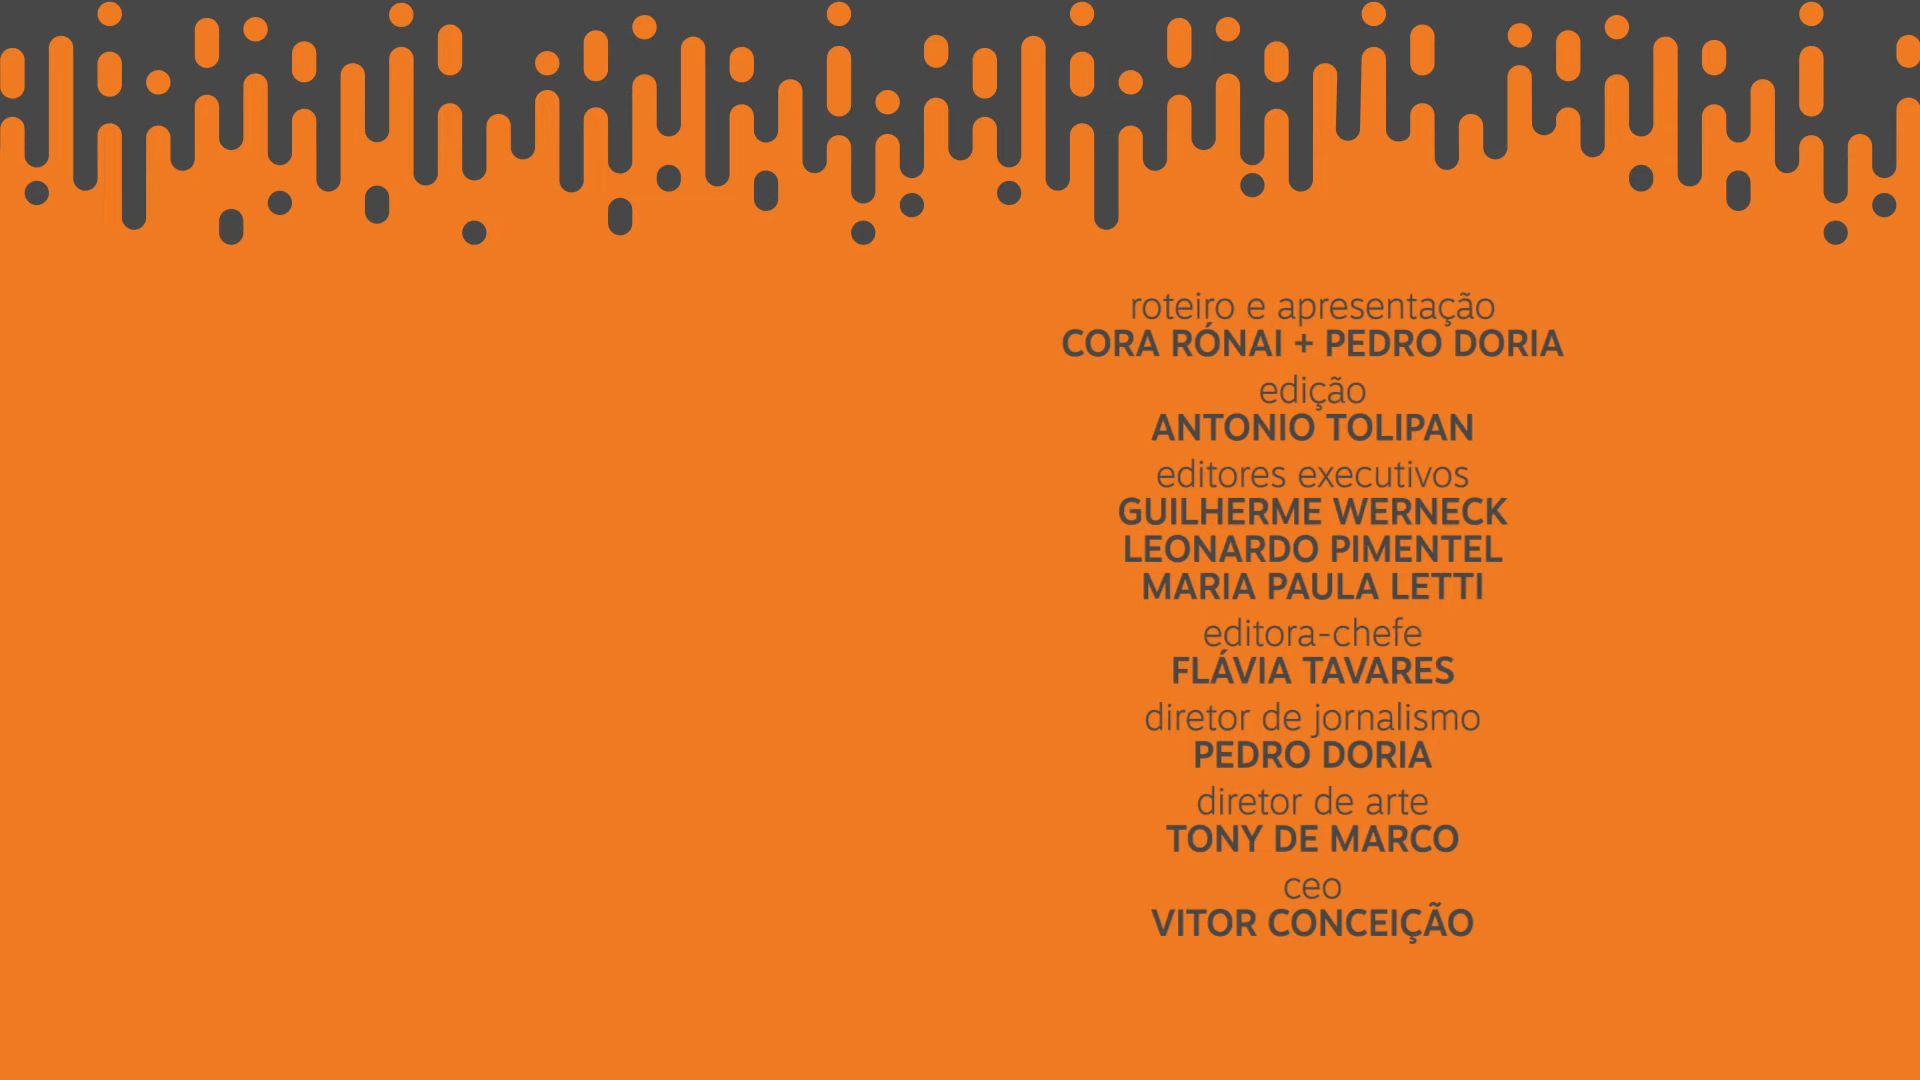 roteiro e apresentação
CORA RÓNAI + PEDRO DORIA
edição
ANTONIO TOLIPAN
editores executivos
GUILHERME WERNECK
LEONARDO PIMENTEL
MARIA PAULA LETTI
editora-chefe
FLÁVIA TAVARES
diretor de jornalismo
PEDRO DORIA
diretor de arte
TONY DE MARCO
ceo
VITOR CONCEIÇÃO